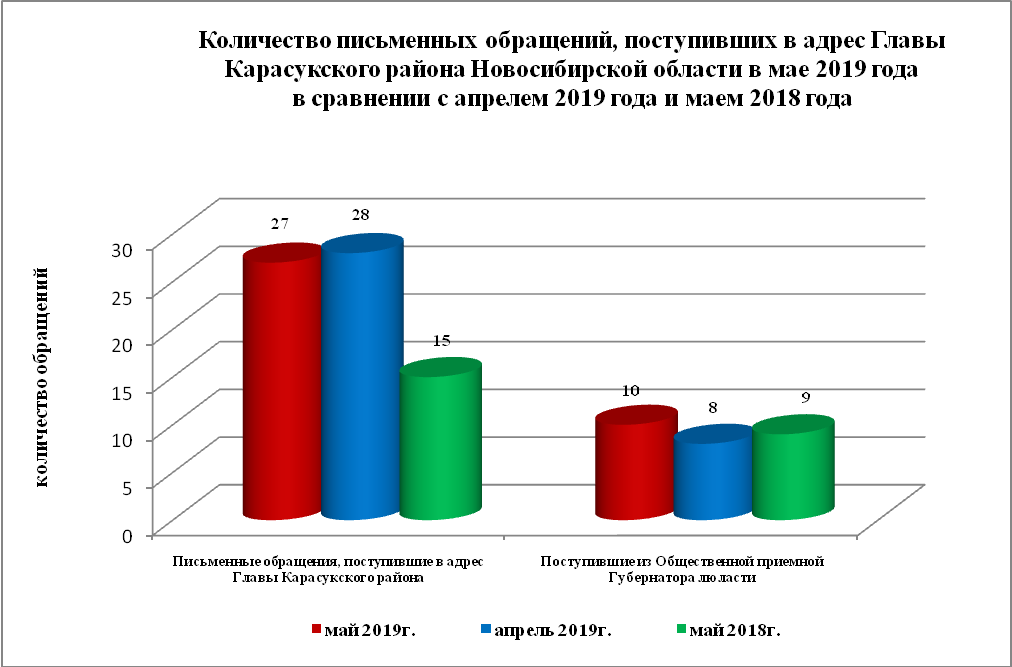 Количество письменных обращений, поступивших в адрес Главы
Карасукского района Новосибирской области в мае 2019 года
в сравнении с апрелем 2019 года и маем 2018 года
количество обращений
30
25
20
15
10
5
0
27
28
15
10
8
9
Письменные обращения, поступившие в адрес
Главы Карасукского района
Поступившие из Общественной приемной
Губернатора люласти
май 2019г.
апрель 2019г.
май 2018г.